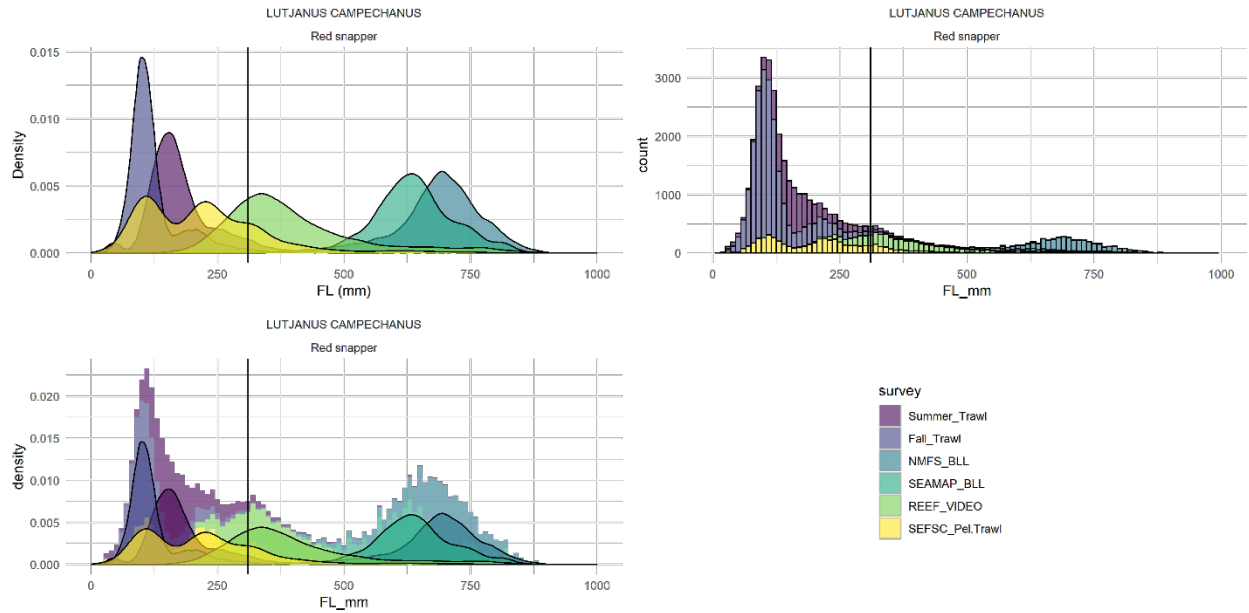 LUTJANUS CAMPECHANUS
Red snapper
0.015
0.010
0.005
0.000
Density
0
250
500
750
1000
FL (mm)
LUTJANUS CAMPECHANUS
Red snapper
3000
2000
1000
0
count
0
250
500
750
1000
FL_mm
LUTJANUS CAMPECHANUS
Red snapper
0.020
0.015
0.010
0.005
0.000
density
0
250
500
750
1000
FL_mm
survey
Summer_Trawl
Fall_Trawl
NMFS_BLL
SEAMAP_BLL
REEF_VIDEO
SEFSC_Pel.Trawl